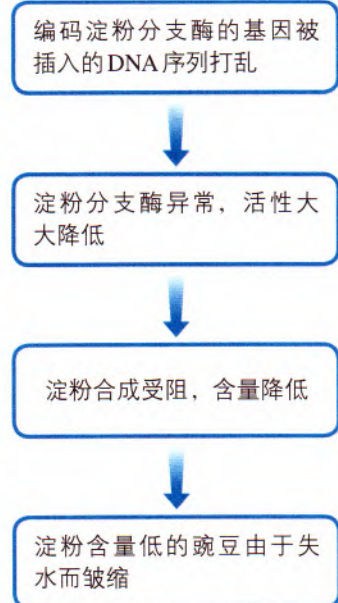 编码淀粉分支酶的基因被
插入的DNA序列打乱
淀粉分支酶异常，活性大
大降低
淀粉合成受阻，含量降低
淀粉含量低的豌豆由于失
水而皱缩